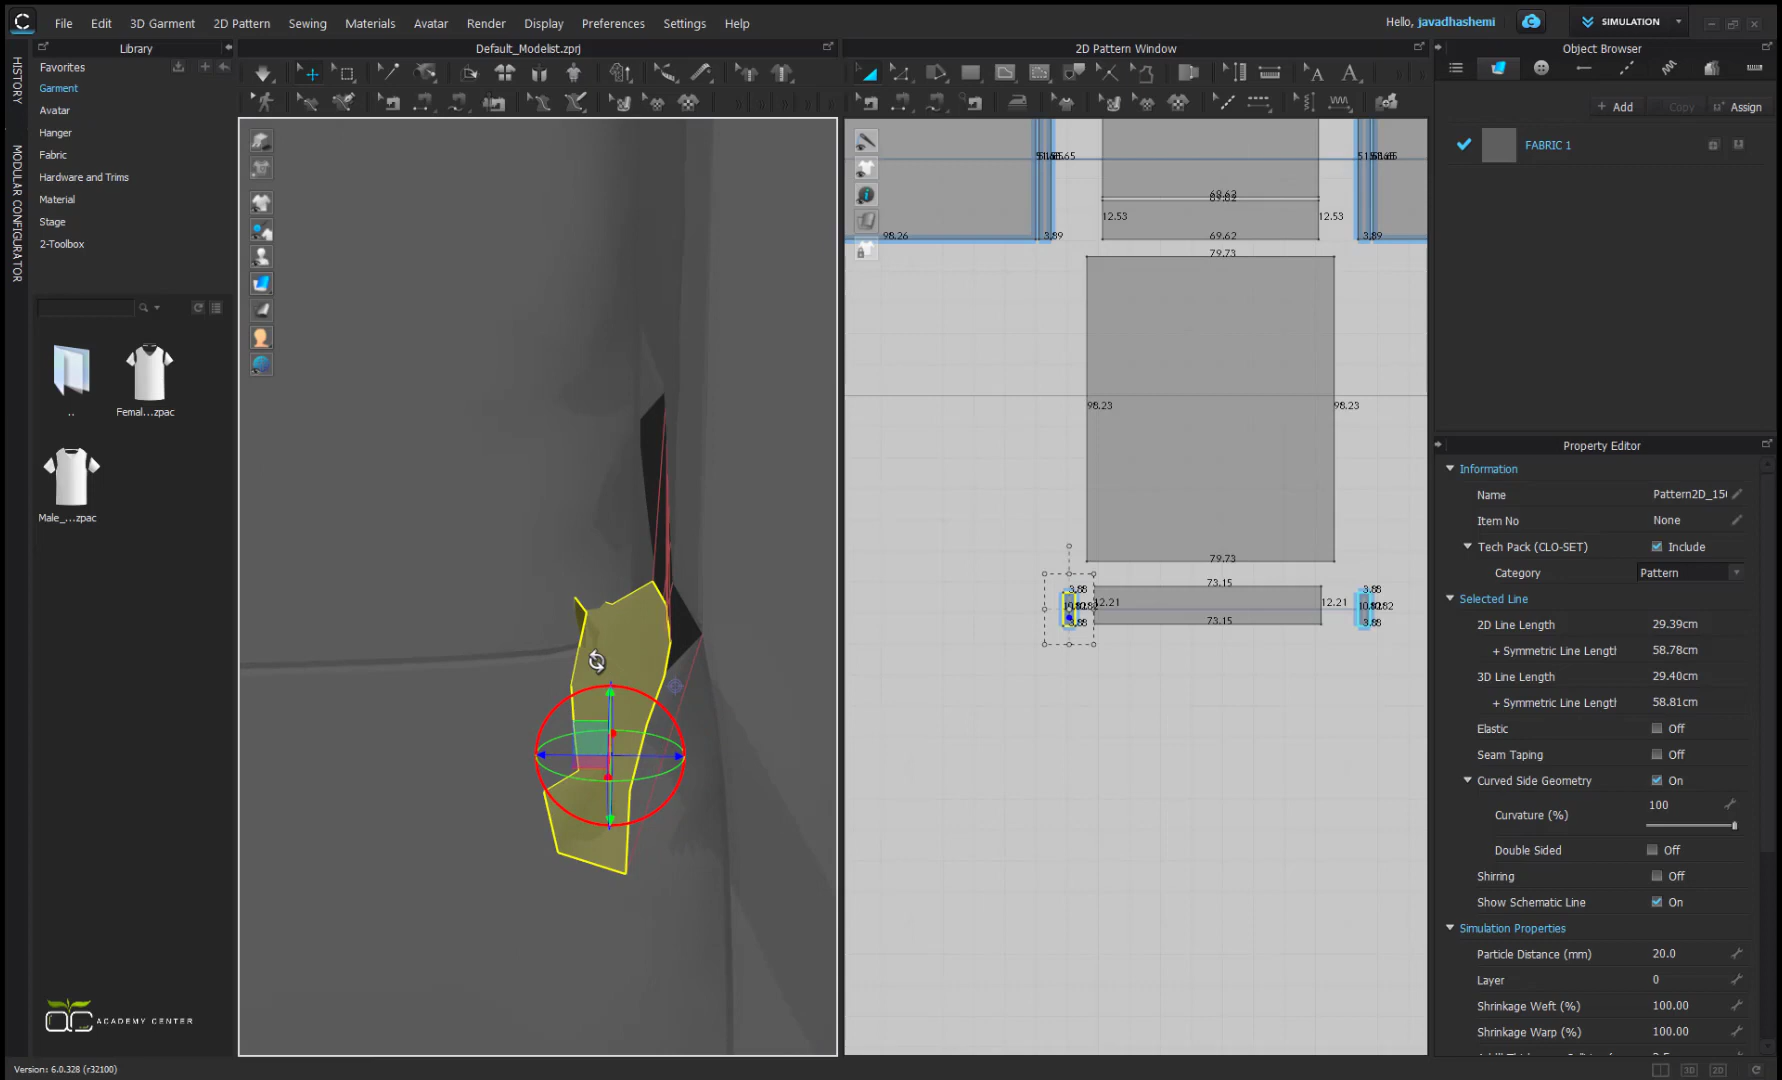 File Edit 3D Garment 2D Pattern Sewing Materials Avatar Render Display Preferences Settings Help
Hello, javadhashemi
SIMULATION
HISTORY
MODULAR CONFIGURATOR
Library
Favorites
Garment
Avatar
Hanger
Fabric
Hardware and Trims
Material
Stage
2-Toolbox
..
Femal...zpac
Male_...zpac
ACADEMY CENTER
Version: 6.0.328 (r32100)
Default_Modelist.zprj
2D Pattern Window
98.26
3.89
12.53
12.53
69.62
3.89
79.73
98.23
98.23
79.73
73.15
3.88
3.88
12.21
12.21
73.15
3.88
3.88
Object Browser
+ Add Copy Assign
FABRIC 1
Property Editor
Information
Name Pattern2D_150
Item No None
Tech Pack (CLO-SET) Include
Category Pattern
Selected Line
2D Line Length 29.39cm
+ Symmetric Line Length 58.78cm
3D Line Length 29.40cm
+ Symmetric Line Length 58.81cm
Elastic Off
Seam Taping Off
Curved Side Geometry On
Curvature (%) 100
Double Sided Off
Shirring Off
Show Schematic Line On
Simulation Properties
Particle Distance (mm) 20.0
Layer 0
Shrinkage Weft (%) 100.00
Shrinkage Warp (%) 100.00
3D 2D